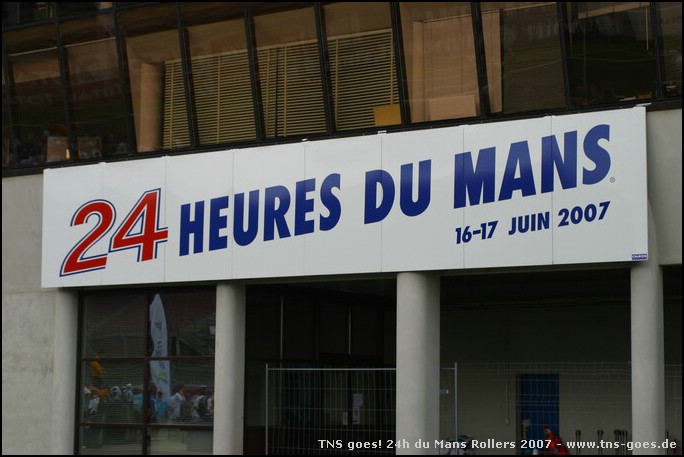 24 HEURES DU MANS
16-17 JUIN 2007
TNS goes! 24h du Mans Rollers 2007 - www.tns-goes.de